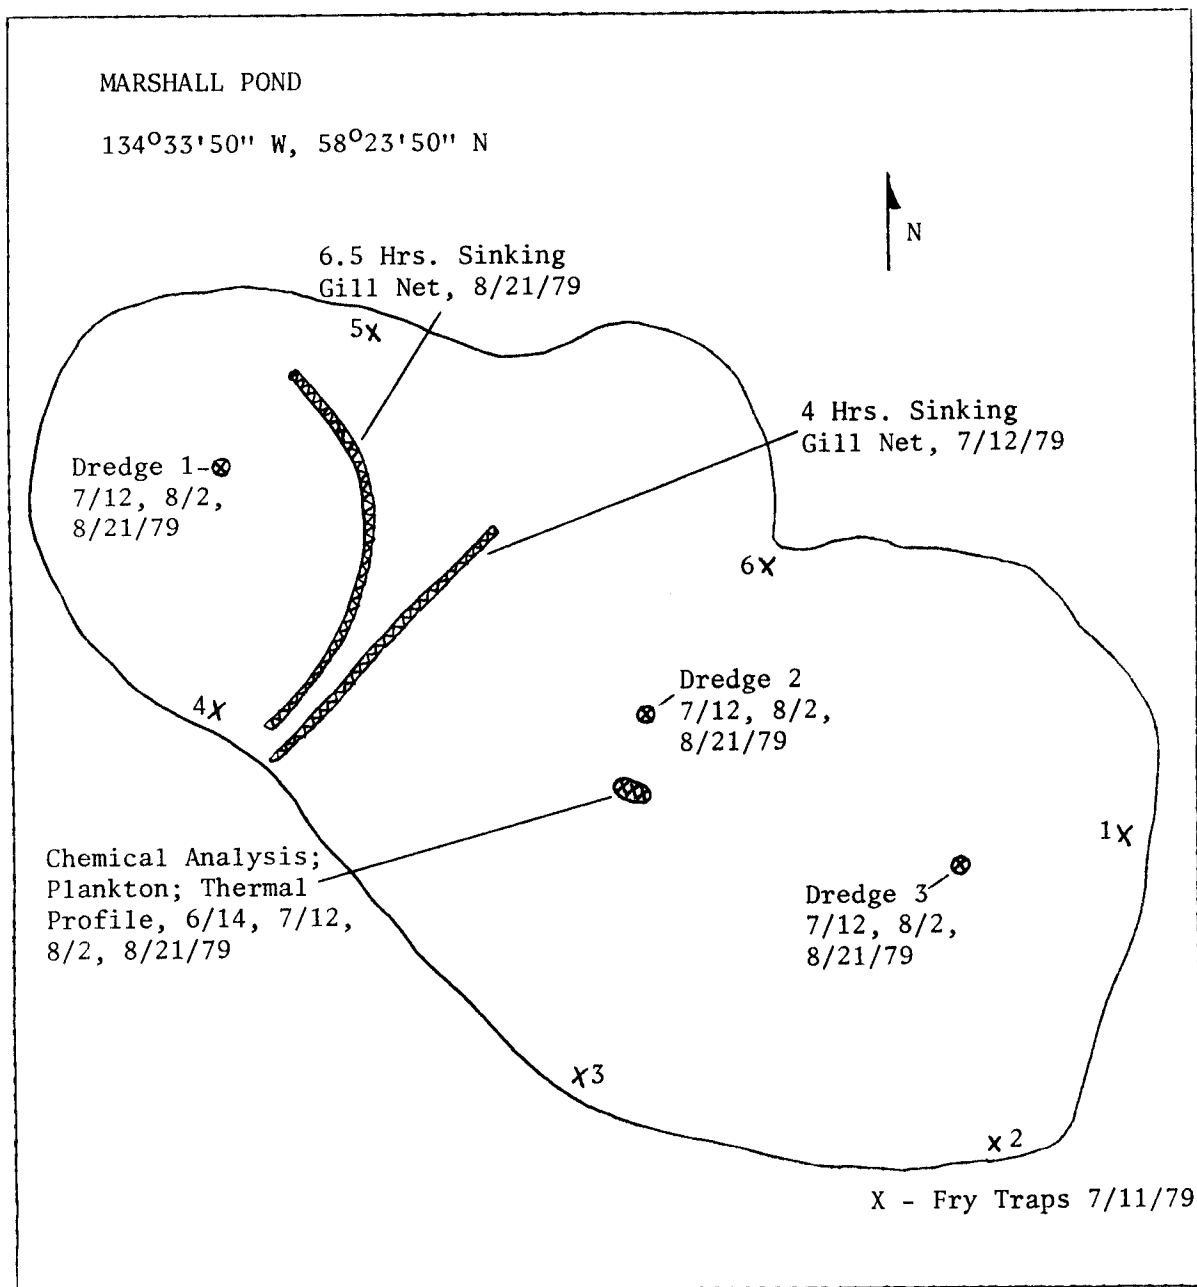 MARSHALL POND
134°33'50" W, 58°23'50" N
N
6.5 Hrs. Sinking
Gill Net, 8/21/79
5X
4 Hrs. Sinking
Gill Net, 7/12/79
Dredge 1
7/12, 8/2,
8/21/79
6X
Dredge 2
7/12, 8/2,
8/21/79
4X
1X
Chemical Analysis;
Plankton; Thermal
Profile, 6/14, 7/12,
8/2, 8/21/79
Dredge 3
7/12, 8/2,
8/21/79
X3
X2
X - Fry Traps 7/11/79